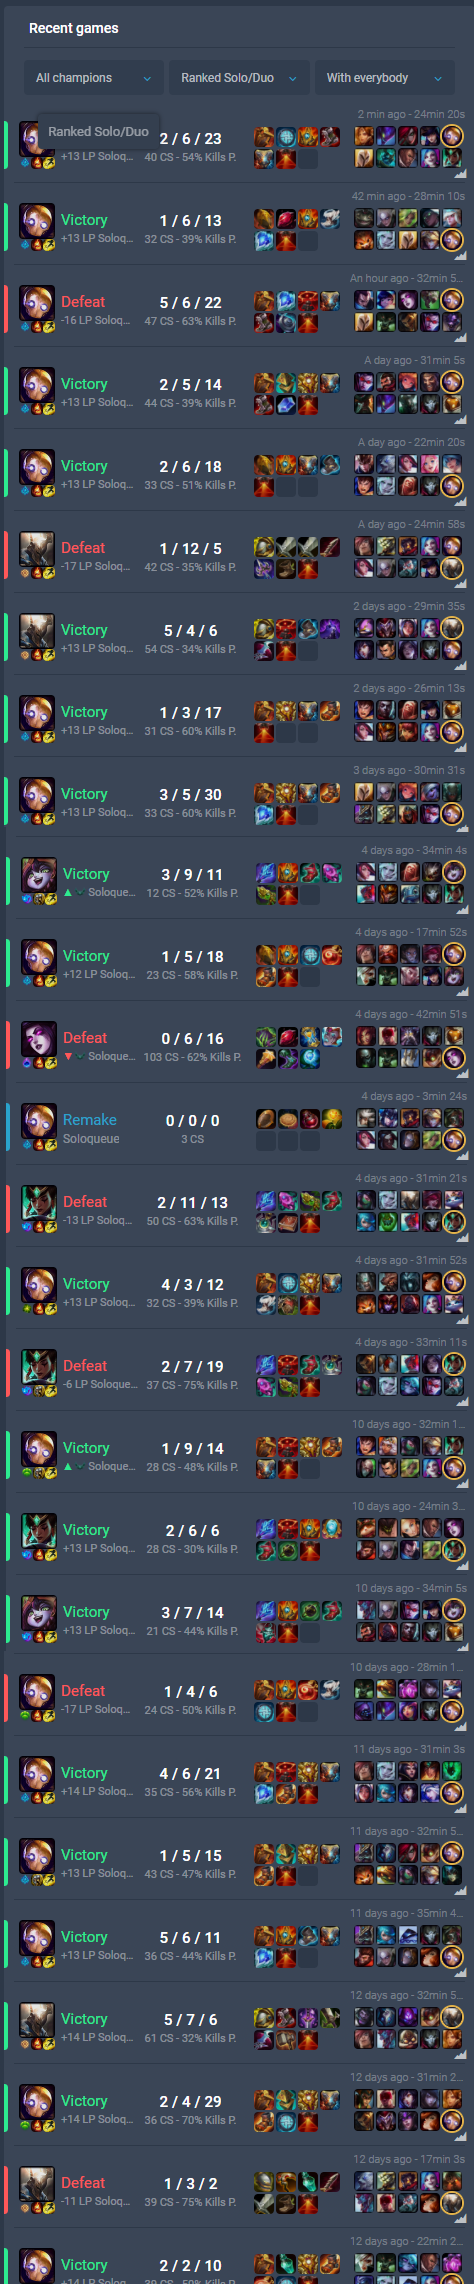 Recent games
All champions
Ranked Solo/Duo
With everybody
Ranked Solo/Duo
2 min ago - 24min 20s
2 / 6 / 23
+13 LP Soloq...
40 CS - 54% Kills P.
42 min ago - 28min 10s
Victory
1 / 6 / 13
+13 LP Soloq...
32 CS - 39% Kills P.
An hour ago - 32min 5...
Defeat
5 / 6 / 22
-16 LP Soloq...
47 CS - 63% Kills P.
A day ago - 31min 5s
Victory
2 / 5 / 14
+13 LP Soloq...
44 CS - 39% Kills P.
A day ago - 22min 20s
Victory
2 / 6 / 18
+13 LP Soloq...
33 CS - 51% Kills P.
A day ago - 24min 58s
Defeat
1 / 12 / 5
-17 LP Soloq...
42 CS - 35% Kills P.
2 days ago - 29min 35s
Victory
5 / 4 / 6
+13 LP Soloq...
54 CS - 34% Kills P.
2 days ago - 26min 13s
Victory
1 / 3 / 17
+13 LP Soloq...
31 CS - 60% Kills P.
3 days ago - 30min 31s
Victory
3 / 5 / 30
+13 LP Soloq...
33 CS - 60% Kills P.
4 days ago - 34min 4s
Victory
3 / 9 / 11
Soloque...
12 CS - 52% Kills P.
4 days ago - 17min 52s
Victory
1 / 5 / 18
+12 LP Soloq...
23 CS - 58% Kills P.
4 days ago - 42min 51s
Defeat
0 / 6 / 16
Soloque...
103 CS - 62% Kills P.
4 days ago - 3min 24s
Remake
0 / 0 / 0
Soloqueue
3 CS
4 days ago - 31min 21s
Defeat
2 / 11 / 13
-13 LP Soloq...
50 CS - 63% Kills P.
4 days ago - 31min 52s
Victory
4 / 3 / 12
+13 LP Soloq...
32 CS - 39% Kills P.
4 days ago - 33min 11s
Defeat
2 / 7 / 19
-6 LP Soloque...
37 CS - 75% Kills P.
10 days ago - 32min 1...
Victory
1 / 9 / 14
Soloque...
28 CS - 48% Kills P.
10 days ago - 24min 3...
Victory
2 / 6 / 6
+13 LP Soloq...
28 CS - 30% Kills P.
10 days ago - 34min 5s
Victory
3 / 7 / 14
+13 LP Soloq...
21 CS - 44% Kills P.
10 days ago - 28min 1...
Defeat
1 / 4 / 6
-17 LP Soloq...
24 CS - 50% Kills P.
11 days ago - 31min 3s
Victory
4 / 6 / 21
+14 LP Soloq...
35 CS - 56% Kills P.
11 days ago - 32min 5...
Victory
1 / 5 / 15
+13 LP Soloq...
43 CS - 47% Kills P.
11 days ago - 35min 4...
Victory
5 / 6 / 11
+13 LP Soloq...
36 CS - 44% Kills P.
12 days ago - 32min 5...
Victory
5 / 7 / 6
+14 LP Soloq...
61 CS - 32% Kills P.
12 days ago - 31min 2...
Victory
2 / 4 / 29
+14 LP Soloq...
36 CS - 70% Kills P.
12 days ago - 17min 3s
Defeat
1 / 3 / 2
-11 LP Soloq...
39 CS - 75% Kills P.
12 days ago - 22min 2...
Victory
2 / 2 / 10